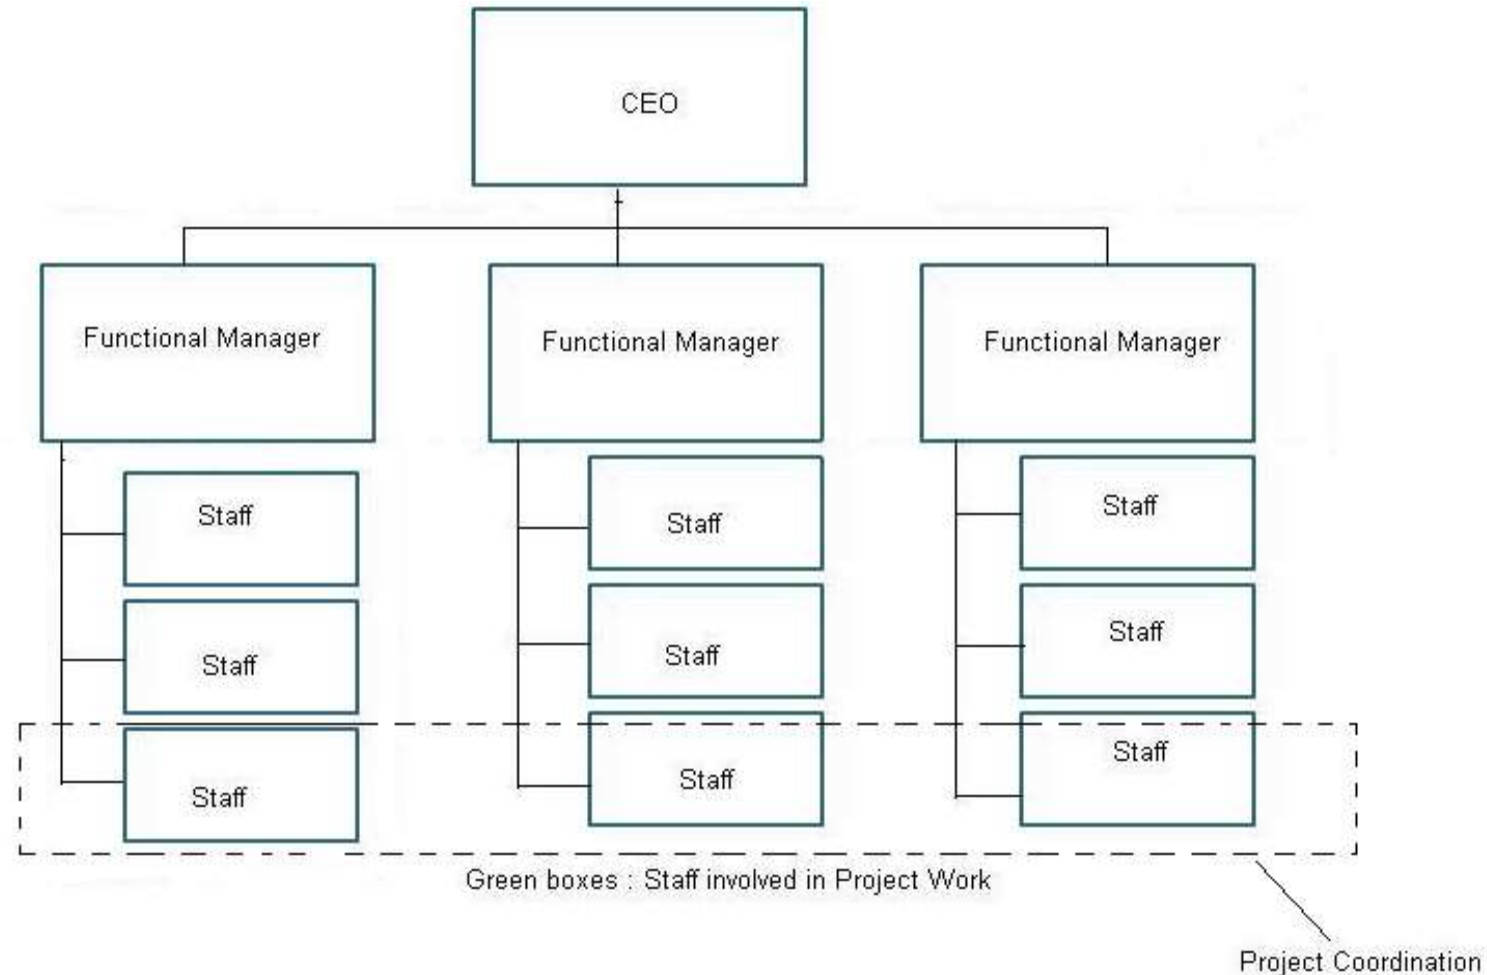 CEO
Functional Manager
Functional Manager
Functional Manager
Staff
Staff
Staff
Staff
Staff
Staff
Staff
Staff
Staff
Green boxes : Staff involved in Project Work
Project Coordination